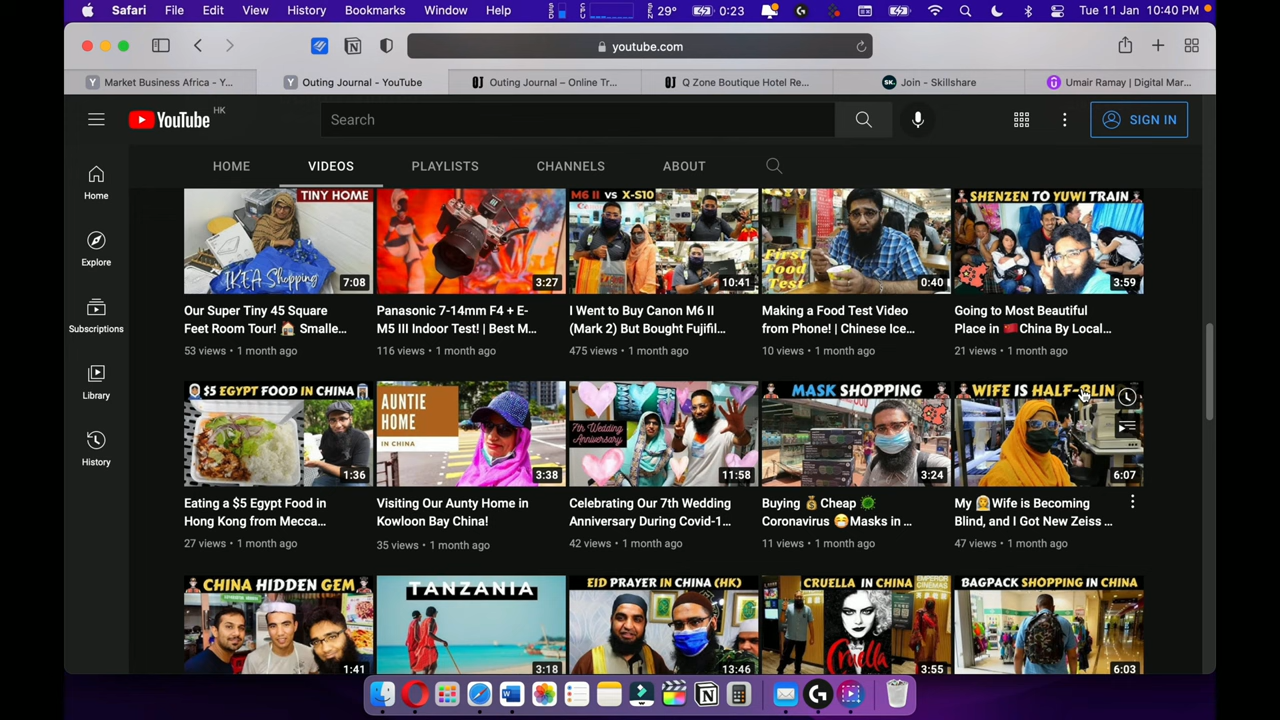 Safari File Edit View History Bookmarks Window Help 29° 0:23 Tue 11 Jan 10:40 PM
youtube.com
Market Business Africa - Y... Outing Journal - YouTube Outing Journal – Online Tr... Q Zone Boutique Hotel Re... Join - Skillshare Umair Ramay | Digital Mar...
YouTube HK Search SIGN IN
HOME VIDEOS PLAYLISTS CHANNELS ABOUT
Home
Explore
Subscriptions
Library
History
TINY HOME
IKEA Shopping
7:08
3:27
M6 II vs X-S10
10:41
First
Food
Test
0:40
SHENZEN TO YUWI TRAIN
3:59
Our Super Tiny 45 Square
Feet Room Tour! 🏠 Smalle...
53 views • 1 month ago
Panasonic 7-14mm F4 + E-
M5 III Indoor Test! | Best M...
116 views • 1 month ago
I Went to Buy Canon M6 II
(Mark 2) But Bought Fujifil...
475 views • 1 month ago
Making a Food Test Video
from Phone! | Chinese Ice...
10 views • 1 month ago
Going to Most Beautiful
Place in 🇨🇳China By Local...
21 views • 1 month ago
$5 EGYPT FOOD IN CHINA
1:36
AUNTIE
HOME
IN CHINA
3:38
7th Wedding
Anniversary
11:58
MASK SHOPPING
3:24
WIFE IS HALF-BLIN
6:07
Eating a $5 Egypt Food in
Hong Kong from Mecca...
27 views • 1 month ago
Visiting Our Aunty Home in
Kowloon Bay China!
35 views • 1 month ago
Celebrating Our 7th Wedding
Anniversary During Covid-1...
42 views • 1 month ago
Buying 💰Cheap 🦠
Coronavirus 😷Masks in ...
11 views • 1 month ago
My 👰Wife is Becoming
Blind, and I Got New Zeiss ...
47 views • 1 month ago
CHINA HIDDEN GEM
1:41
TANZANIA
3:18
EID PRAYER IN CHINA (HK)
13:46
CRUELLA IN CHINA
EMPEROR
CINEMAS
Cruella
3:55
BAGPACK SHOPPING IN CHINA
6:03